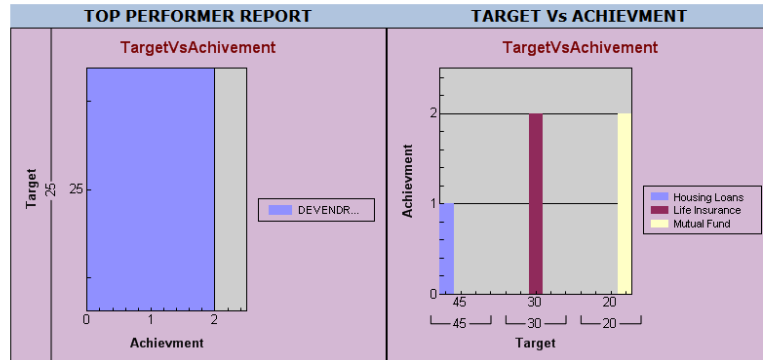 TOP PERFORMER REPORT
TARGET Vs ACHIEVMENT
TargetVsAchivement
Target
25
25
0
1
2
Achievment
DEVENDR...
TargetVsAchivement
Achievment
2
1
0
45
30
20
45
30
20
Target
Housing Loans
Life Insurance
Mutual Fund